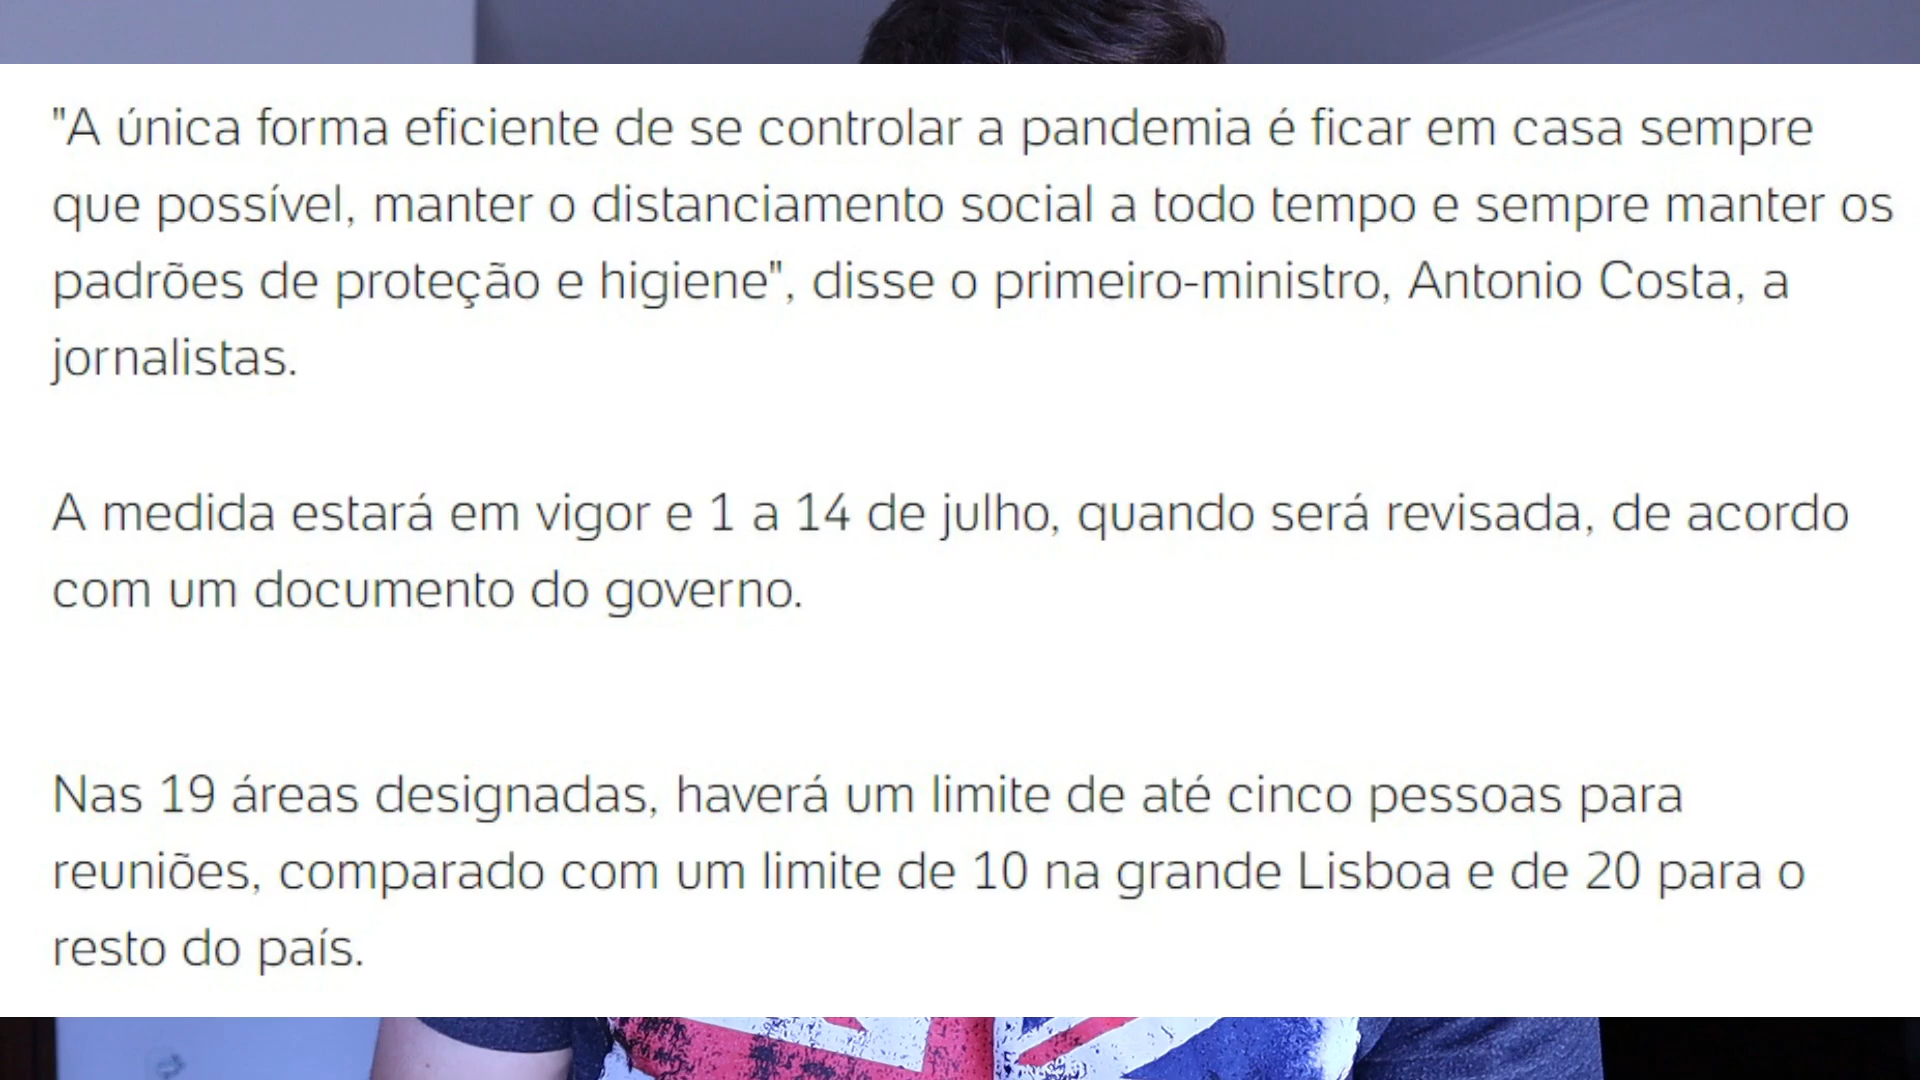 "A única forma eficiente de se controlar a pandemia é ficar em casa sempre
que possível, manter o distanciamento social a todo tempo e sempre manter os
padrões de proteção e higiene", disse o primeiro-ministro, Antonio Costa, a
jornalistas.
A medida estará em vigor e 1 a 14 de julho, quando será revisada, de acordo
com um documento do governo.
Nas 19 áreas designadas, haverá um limite de até cinco pessoas para
reuniões, comparado com um limite de 10 na grande Lisboa e de 20 para o
resto do país.